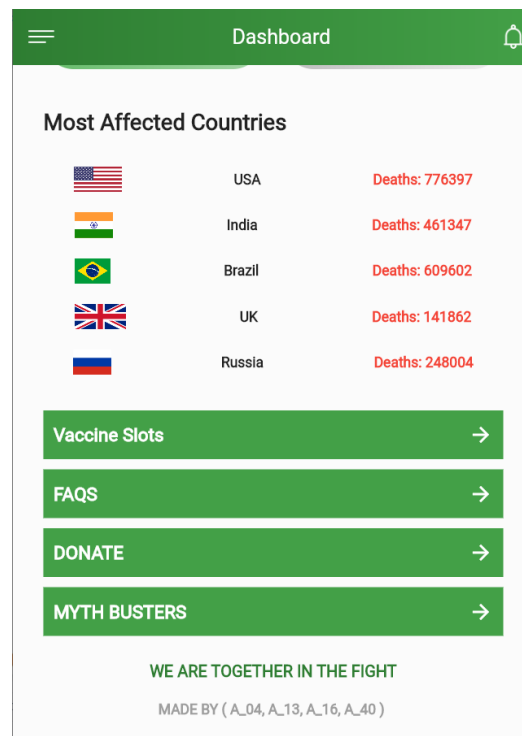 Dashboard
Most Affected Countries
USA Deaths: 776397
India Deaths: 461347
Brazil Deaths: 609602
UK Deaths: 141862
Russia Deaths: 248004
Vaccine Slots
FAQS
DONATE
MYTH BUSTERS
WE ARE TOGETHER IN THE FIGHT
MADE BY ( A_04, A_13, A_16, A_40 )